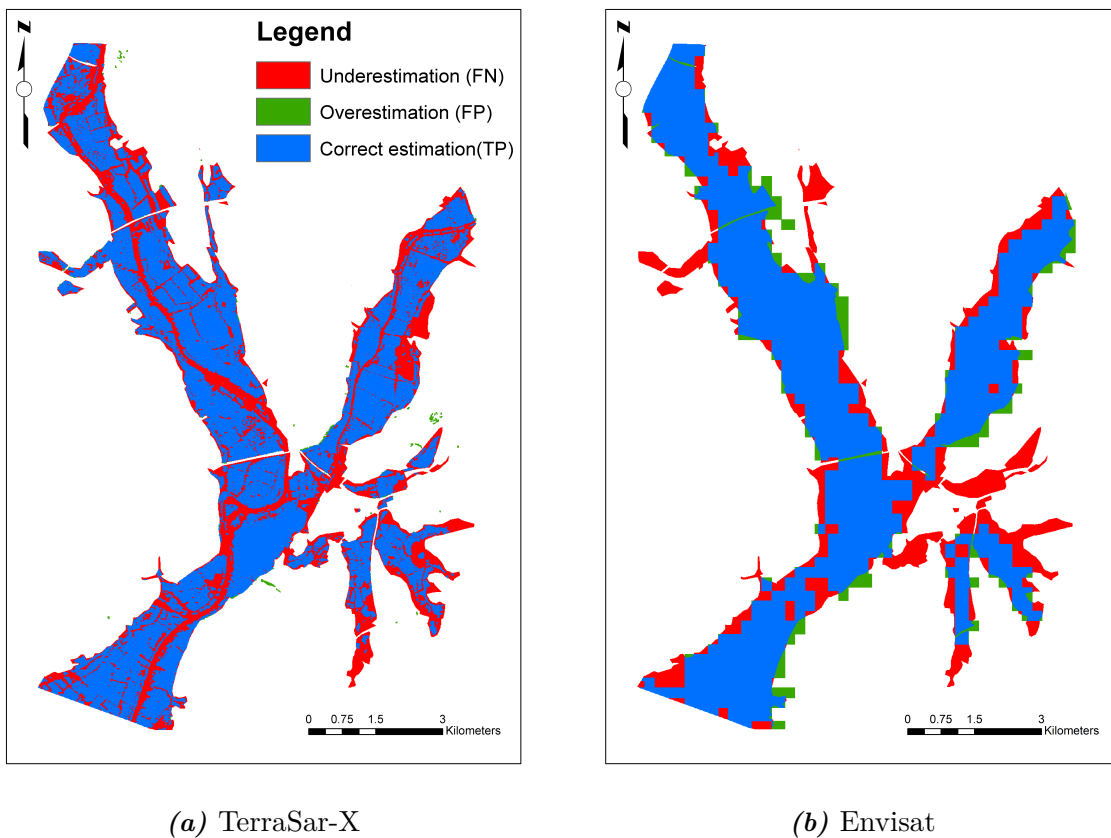 N
Legend
Underestimation (FN)
Overestimation (FP)
Correct estimation(TP)
0 0.75 1.5 3
Kilometers
N
0 0.75 1.5 3
Kilometers
(a) TerraSar-X
(b) Envisat